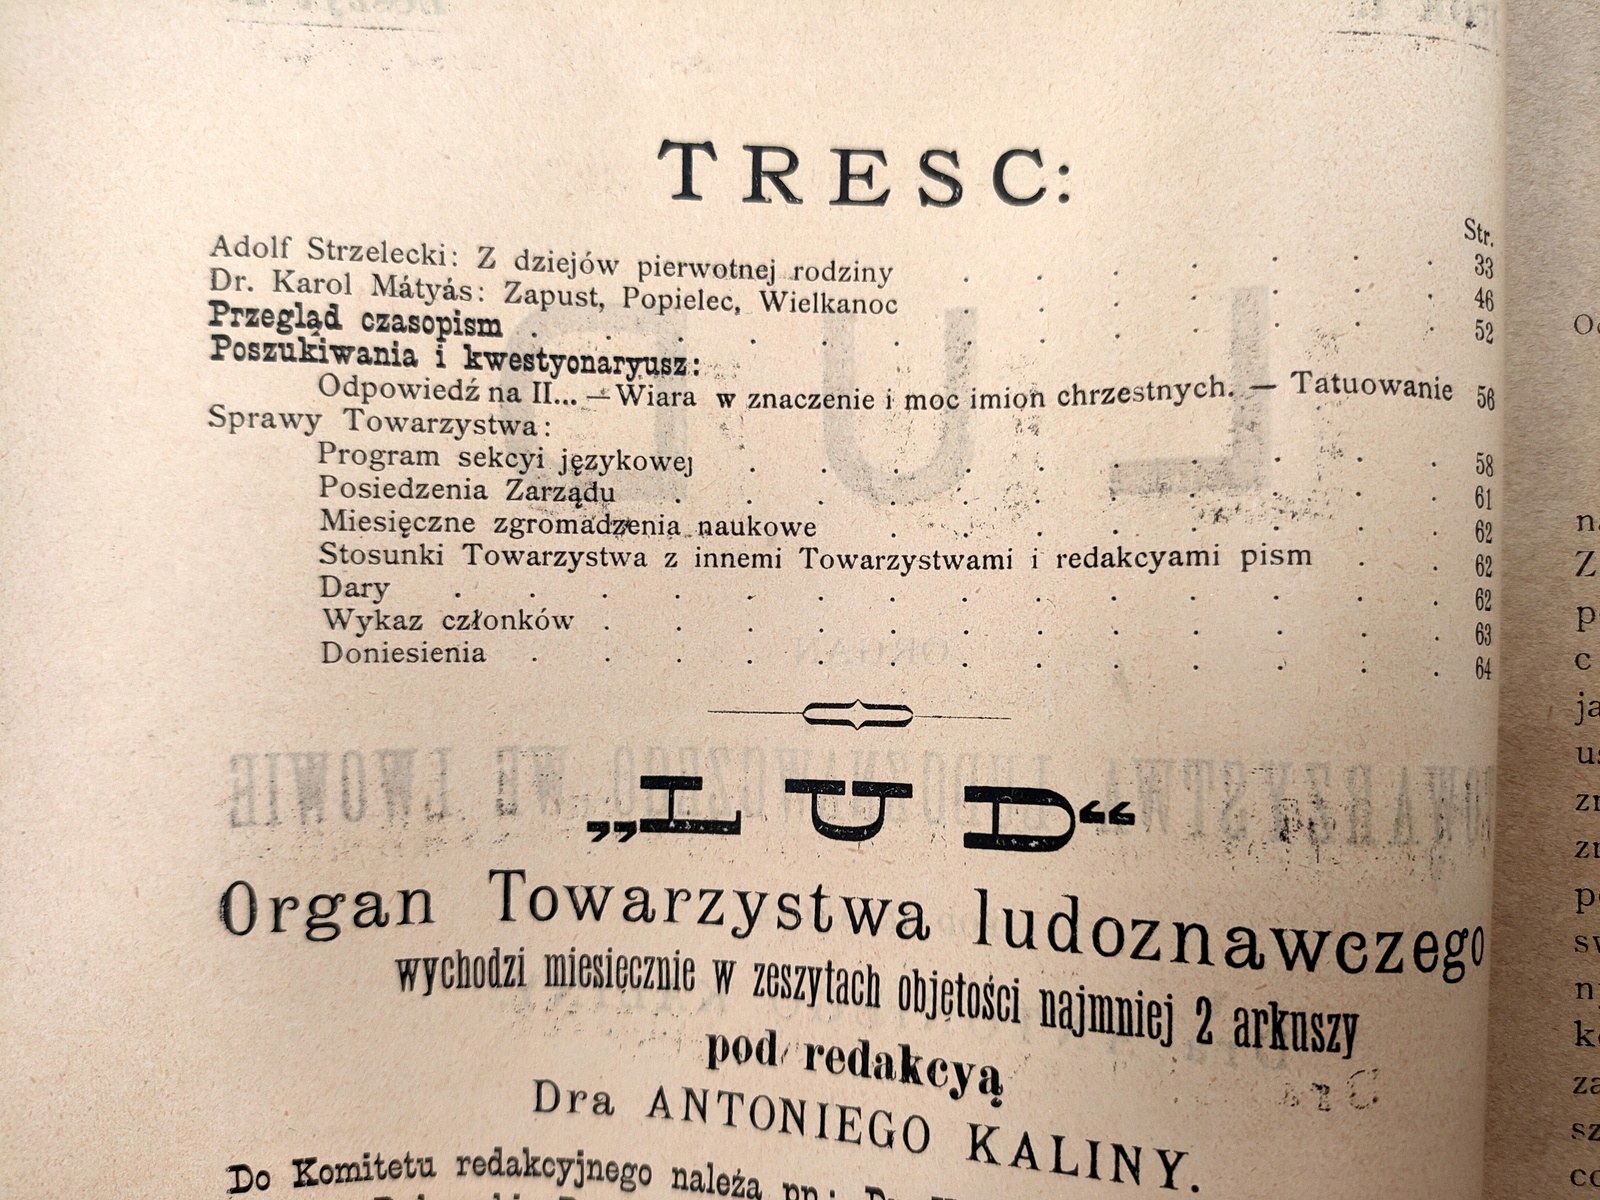 TRESC:
Str.
Adolf Strzelecki: Z dziejów pierwotnej rodziny . . . . . . . 33
Dr. Karol Mátyás: Zapust, Popielec, Wielkanoc . . . . . . . 46
Przegląd czasopism . . . . . . . . . . . . . 52
Poszukiwania i kwestyonaryusz:
Odpowiedź na II... — Wiara w znaczenie i moc imion chrzestnych. — Tatuowanie 56
Sprawy Towarzystwa:
Program sekcyi językowej . . . . . . . . . . 58
Posiedzenia Zarządu . . . . . . . . . . . 61
Miesięczne zgromadzenia naukowe . . . . . . . . 62
Stosunki Towarzystwa z innemi Towarzystwami i redakcyami pism . . 62
Dary . . . . . . . . . . . . . . 62
Wykaz członków . . . . . . . . . . . . 63
Doniesienia . . . . . . . . . . . . . 64
„LUD“
Organ Towarzystwa ludoznawczego
wychodzi miesięcznie w zeszytach objętości najmniej 2 arkuszy
pod redakcyą
Dra ANTONIEGO KALINY.
Do Komitetu redakcyjnego należą pp.: